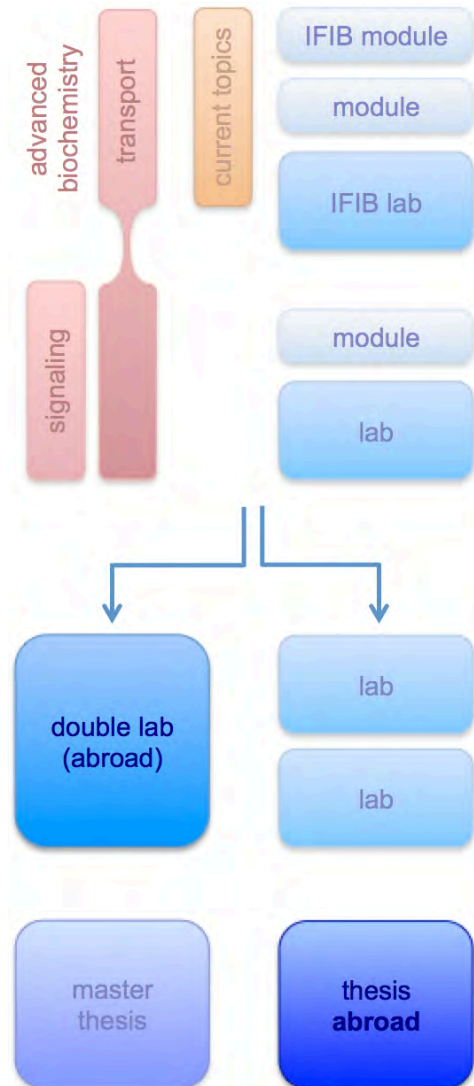 advanced
biochemistry
transport
current topics
IFIB module
module
IFIB lab
signaling
module
lab
double lab
(abroad)
lab
lab
master
thesis
thesis
abroad